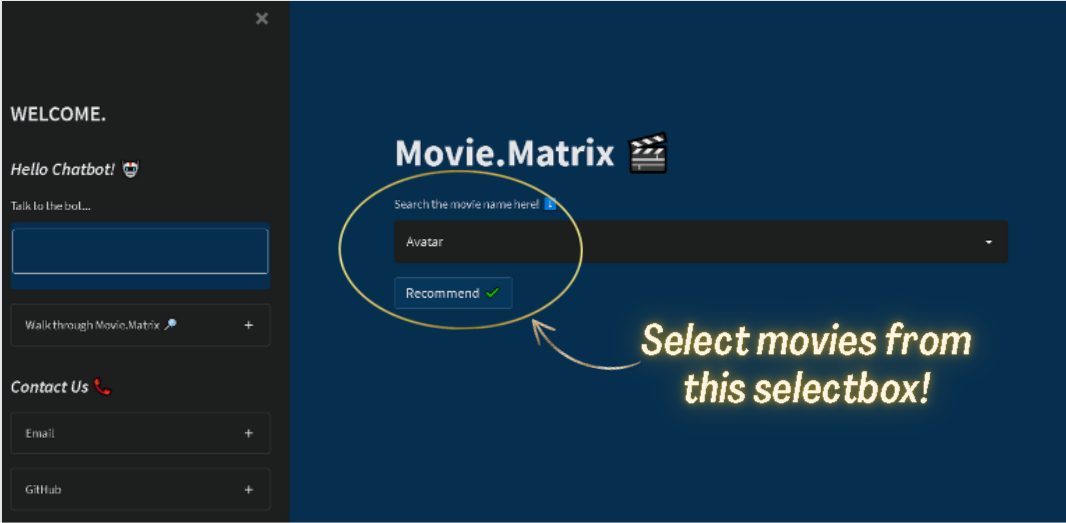 WELCOME.
Hello Chatbot! 🤖
Talk to the bot...
Walk through Movie.Matrix 🔎
Contact Us 📞
Email
GitHub
Movie.Matrix 🎬
Search the movie name here! ⬇️
Avatar
Recommend ✔
Select movies from
this selectbox!